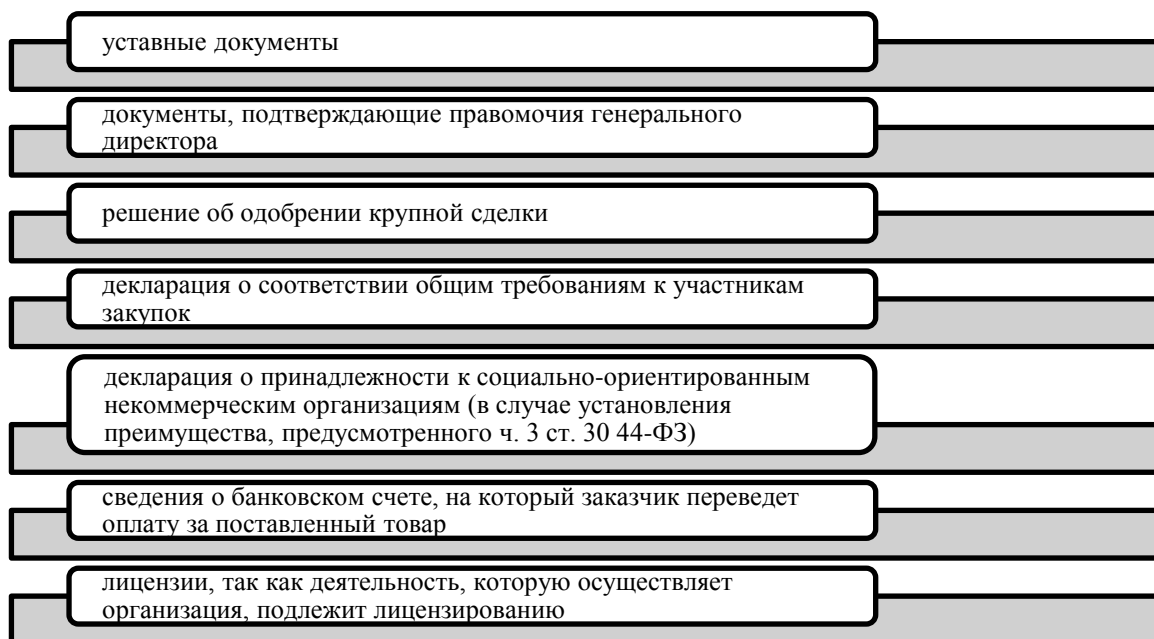 уставные документы
документы, подтверждающие правомочия генерального
директора
решение об одобрении крупной сделки
декларация о соответствии общим требованиям к участникам
закупок
декларация о принадлежности к социально-ориентированным
некоммерческим организациям (в случае установления
преимущества, предусмотренного ч. 3 ст. 30 44-ФЗ)
сведения о банковском счете, на который заказчик переведет
оплату за поставленный товар
лицензии, так как деятельность, которую осуществляет
организация, подлежит лицензированию